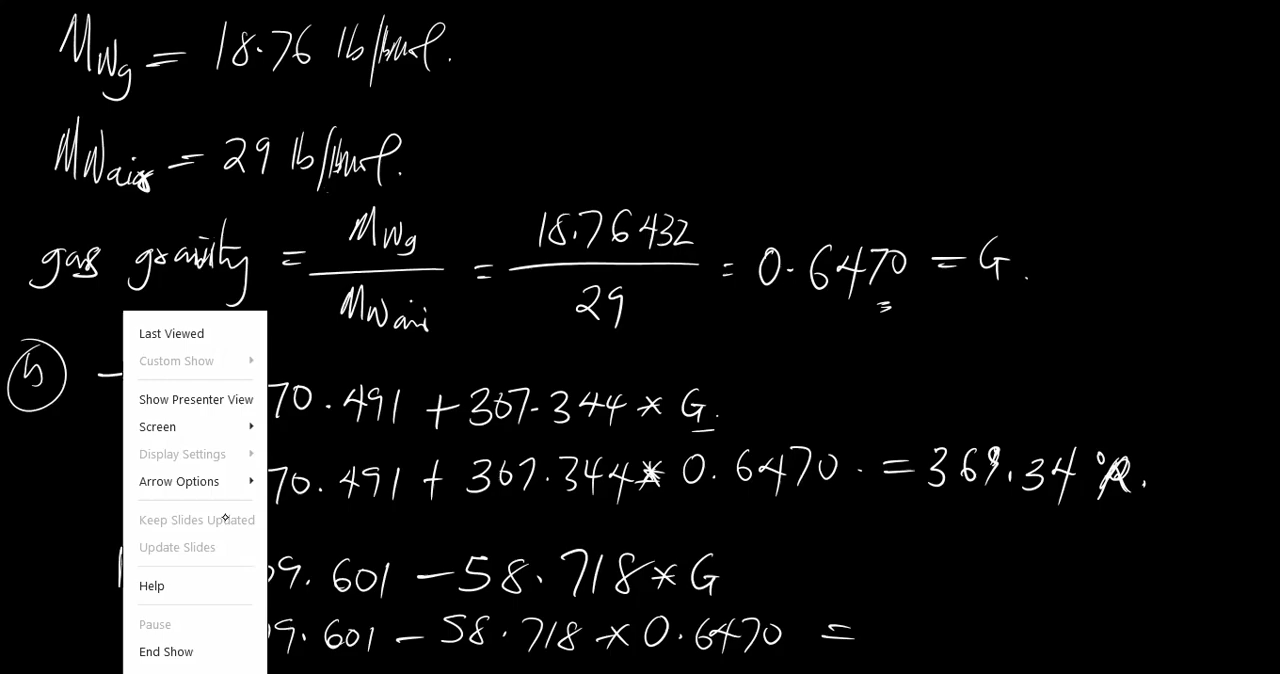 MWg = 18.76 lb/lbmol.
MWair = 29 lb/lbmol.
gas gravity = MWg / MWair = 18.76432 / 29 = 0.6470 = G.
Last Viewed
Custom Show
b
70.491 + 307.344 * G.
Show Presenter View
Screen
Display Settings
70.491 + 307.344 * 0.6470. = 369.34 °R.
Arrow Options
Keep Slides Updated
Update Slides
09.601 - 58.718 * G
Help
Pause
09.601 - 58.718 × 0.6470 =
End Show